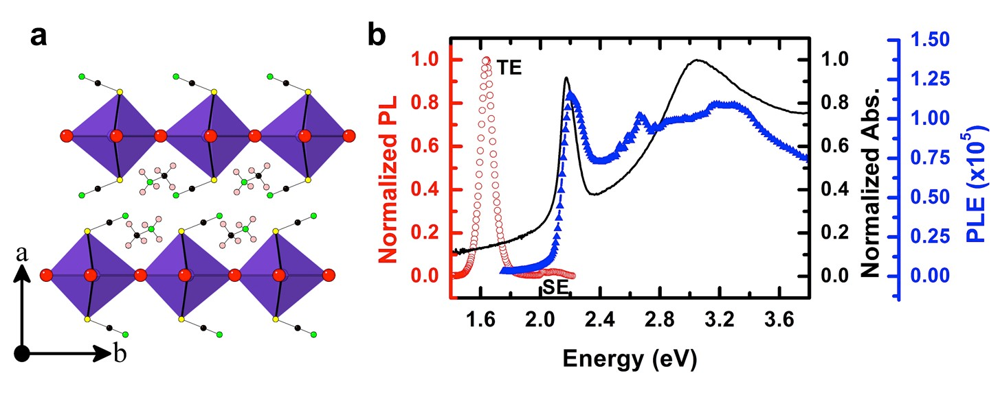 a
b
a
b
Normalized PL
1.0
0.8
0.6
0.4
0.2
0.0
TE
SE
1.6 2.0 2.4 2.8 3.2 3.6
Energy (eV)
1.0
0.8
0.6
0.4
0.2
0.0
Normalized Abs.
1.50
1.25
1.00
0.75
0.50
0.25
0.00
PLE (x10⁵)